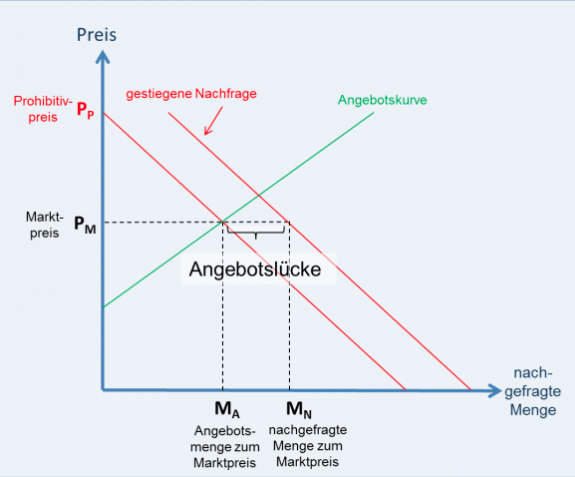 Preis
gestiegene Nachfrage
Angebotskurve
Prohibitiv-
preis
P_P
Markt-
preis
P_M
Angebotslücke
nach-
gefragte
Menge
M_A
Angebots-
menge zum
Marktpreis
M_N
nachgefragte
Menge zum
Marktpreis